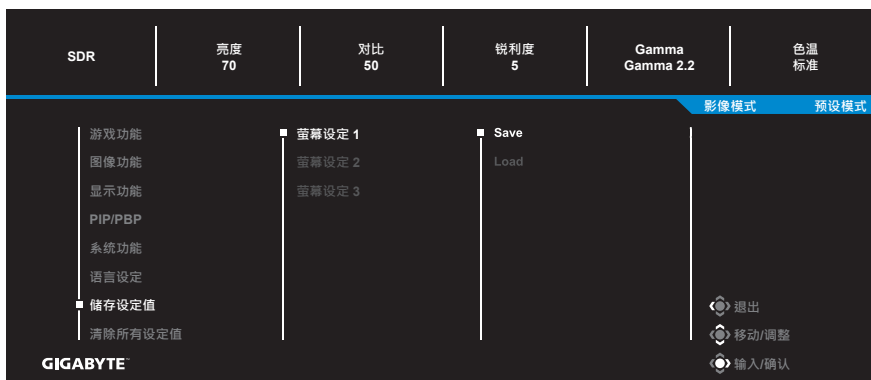 SDR
亮度
70
对比
50
锐利度
5
Gamma
Gamma 2.2
色温
标准
影像模式 预设模式
游戏功能
图像功能
显示功能
PIP/PBP
系统功能
语言设定
储存设定值
清除所有设定值
萤幕设定 1
萤幕设定 2
萤幕设定 3
Save
Load
退出
移动/调整
输入/确认
GIGABYTE™